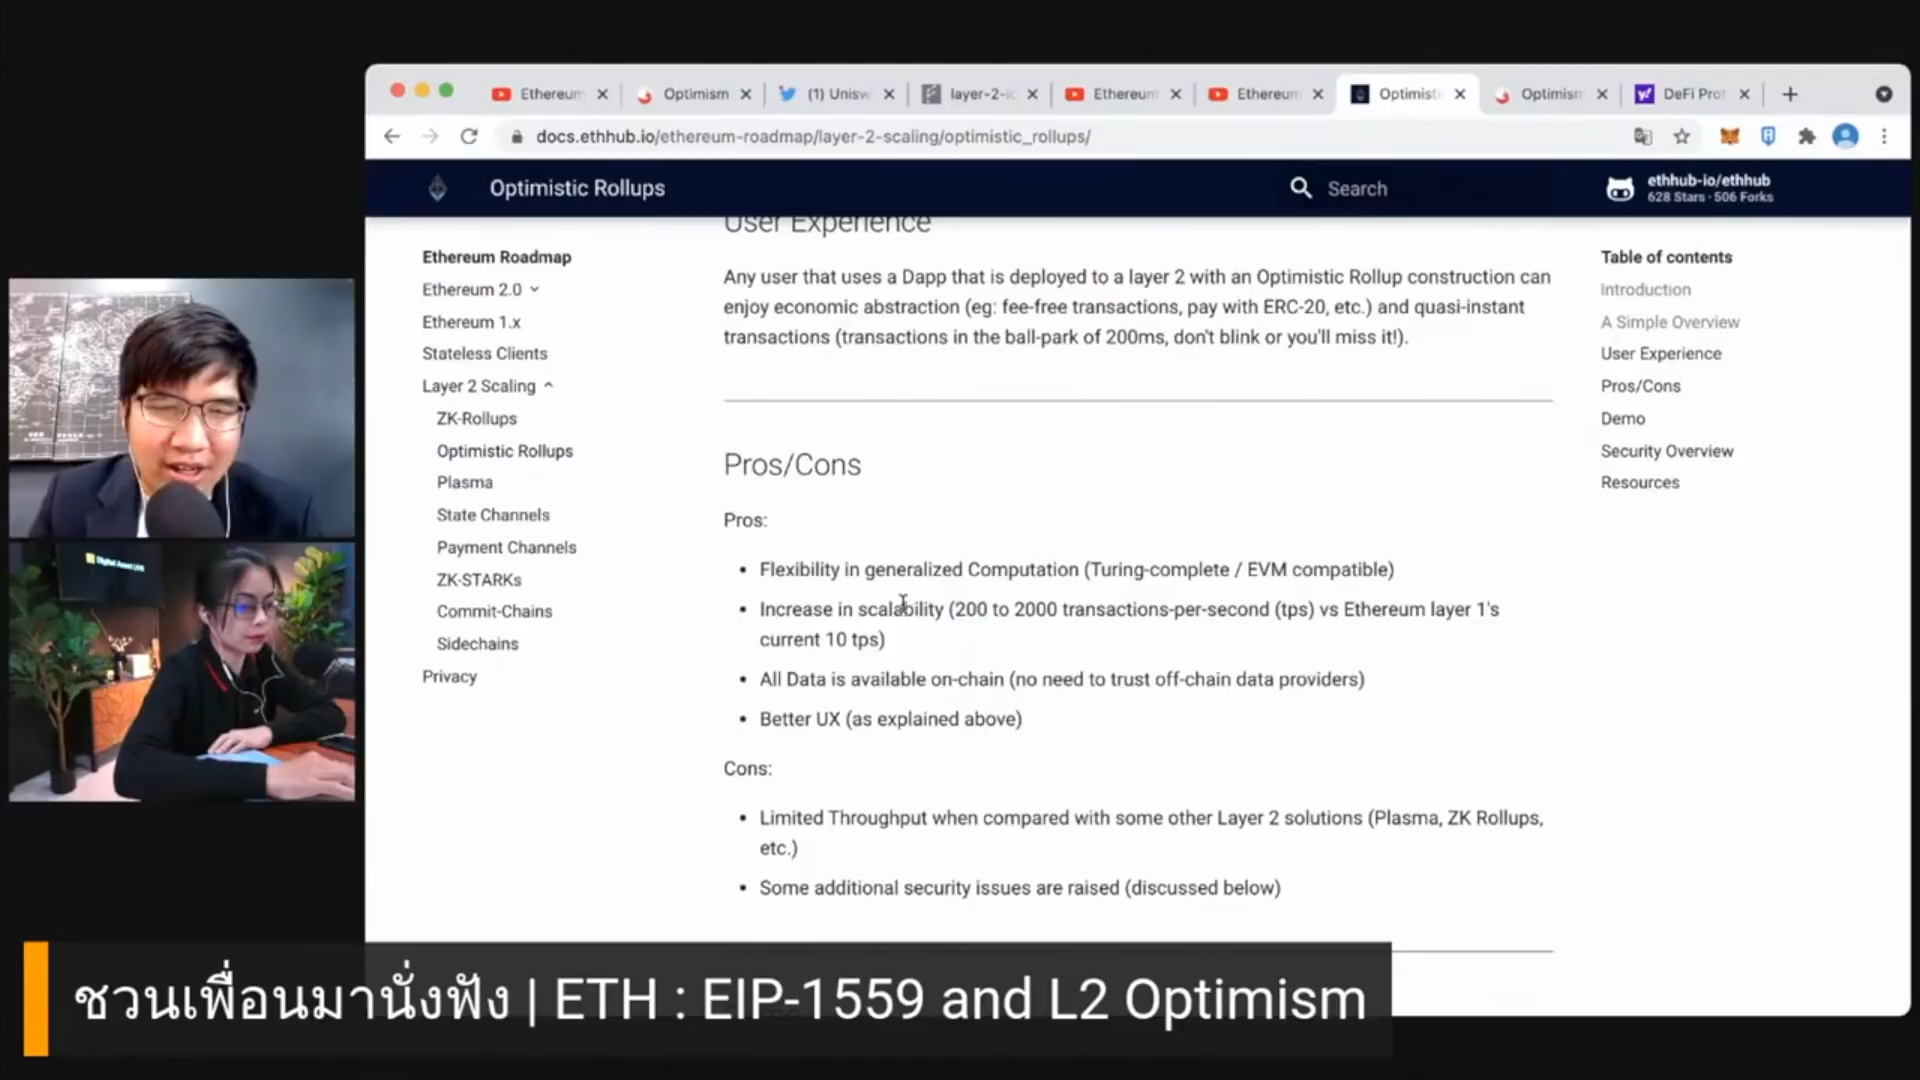 Ethereum
Optimism
(1) Unisw
layer-2-
Ethereum
Ethereum
Optimist
Optimism
DeFi Prot
docs.ethhub.io/ethereum-roadmap/layer-2-scaling/optimistic_rollups/
Optimistic Rollups
Search
ethhub-io/ethhub
628 Stars · 506 Forks
Ethereum Roadmap
Ethereum 2.0
Ethereum 1.x
Stateless Clients
Layer 2 Scaling
ZK-Rollups
Optimistic Rollups
Plasma
State Channels
Payment Channels
ZK-STARKs
Commit-Chains
Sidechains
Privacy
User Experience
Any user that uses a Dapp that is deployed to a layer 2 with an Optimistic Rollup construction can
enjoy economic abstraction (eg: fee-free transactions, pay with ERC-20, etc.) and quasi-instant
transactions (transactions in the ball-park of 200ms, don't blink or you'll miss it!).
Pros/Cons
Pros:
• Flexibility in generalized Computation (Turing-complete / EVM compatible)
• Increase in scalability (200 to 2000 transactions-per-second (tps) vs Ethereum layer 1's
current 10 tps)
• All Data is available on-chain (no need to trust off-chain data providers)
• Better UX (as explained above)
Cons:
• Limited Throughput when compared with some other Layer 2 solutions (Plasma, ZK Rollups,
etc.)
• Some additional security issues are raised (discussed below)
Table of contents
Introduction
A Simple Overview
User Experience
Pros/Cons
Demo
Security Overview
Resources
Digital Asset LIVE
ชวนเพื่อนมานั่งฟัง | ETH : EIP-1559 and L2 Optimism